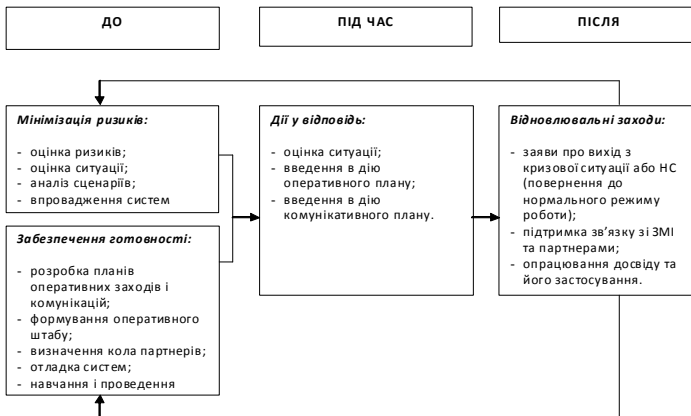 ДО
ПІД ЧАС
ПІСЛЯ
Мінімізація ризиків:
- оцінка ризиків;
- оцінка ситуації;
- аналіз сценаріїв;
- впровадження систем
Забезпечення готовності:
- розробка планів
оперативних заходів і
комунікацій;
- формування оперативного
штабу;
- визначення кола партнерів;
- отладка систем;
- навчання і проведення
Дії у відповідь:
- оцінка ситуації;
- введення в дію
оперативного плану;
- введення в дію
комунікативного плану.
Відновлювальні заходи:
- заяви про вихід з
кризової ситуації або НС
(повернення до
нормального режиму
роботи);
- підтримка зв’язку зі ЗМІ
та партнерами;
- опрацювання досвіду та
його застосування.